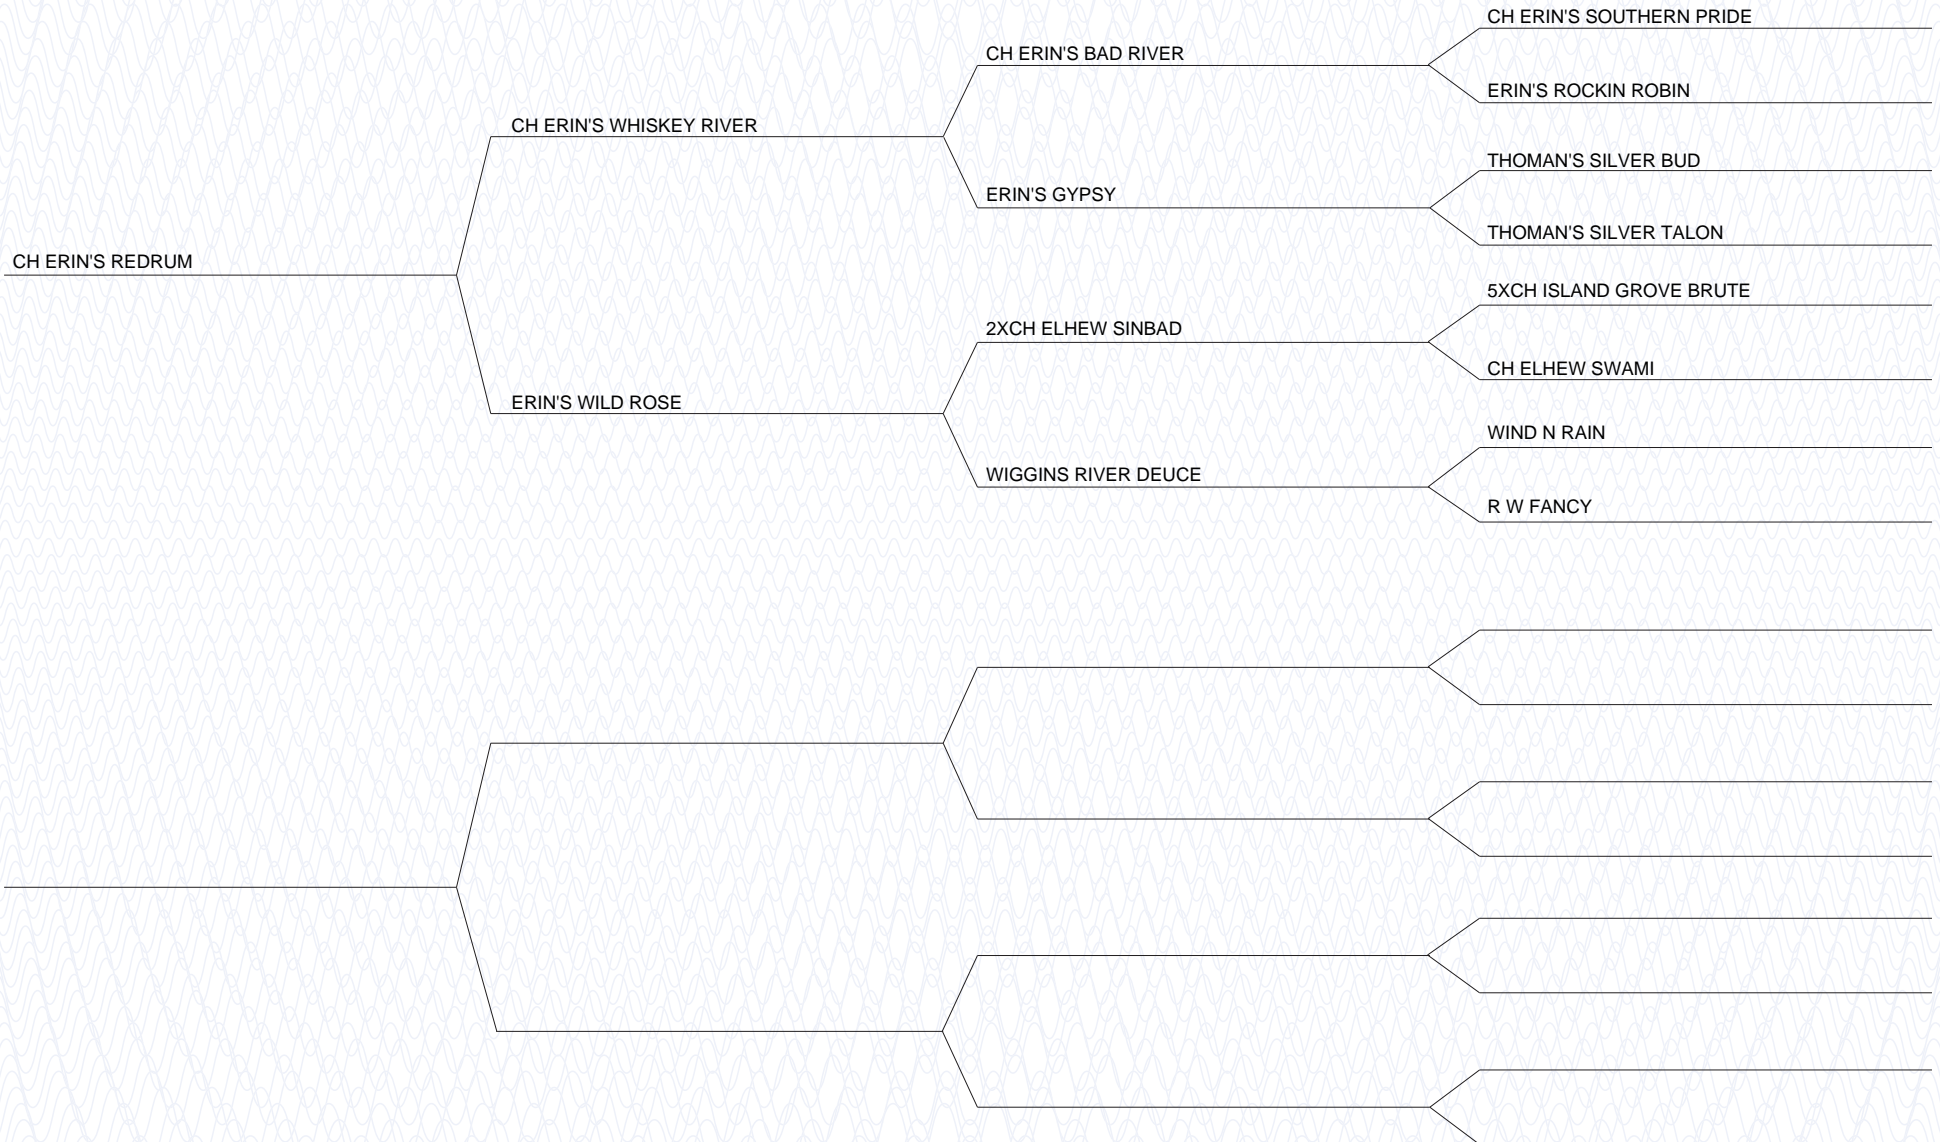 CH ERIN'S SOUTHERN PRIDE
CH ERIN'S BAD RIVER
ERIN'S ROCKIN ROBIN
CH ERIN'S WHISKEY RIVER
THOMAN'S SILVER BUD
ERIN'S GYPSY
THOMAN'S SILVER TALON
CH ERIN'S REDRUM
5XCH ISLAND GROVE BRUTE
2XCH ELHEW SINBAD
CH ELHEW SWAMI
ERIN'S WILD ROSE
WIND N RAIN
WIGGINS RIVER DEUCE
R W FANCY